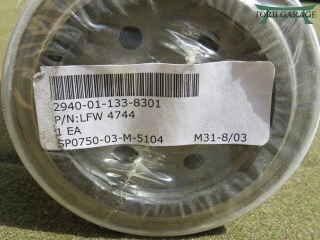 TORII GARAGE
2940-01-133-8301
P/N:LFW 4744
1 EA
SP0750-03-M-5104 M31-8/03